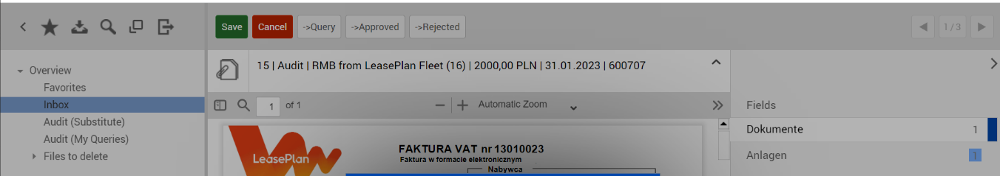 Save Cancel ->Query ->Approved ->Rejected 1 / 3
Overview
Favorites
Inbox
Audit (Substitute)
Audit (My Queries)
Files to delete
15 | Audit | RMB from LeasePlan Fleet (16) | 2000,00 PLN | 31.01.2023 | 600707
1 of 1 Automatic Zoom
LeasePlan
FAKTURA VAT nr 13010023
Faktura w formacie elektronicznym
Nabywca
Fields
Dokumente 1
Anlagen 1